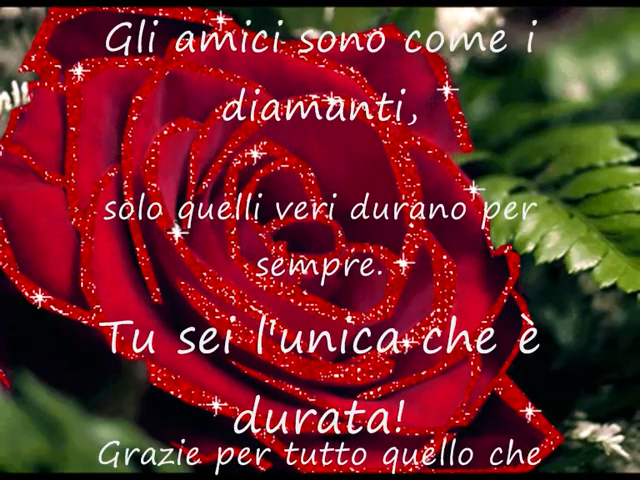 Gli amici sono come i
diamanti,
solo quelli veri durano per
sempre.
Tu sei l'unica che è
durata!
Grazie per tutto quello che